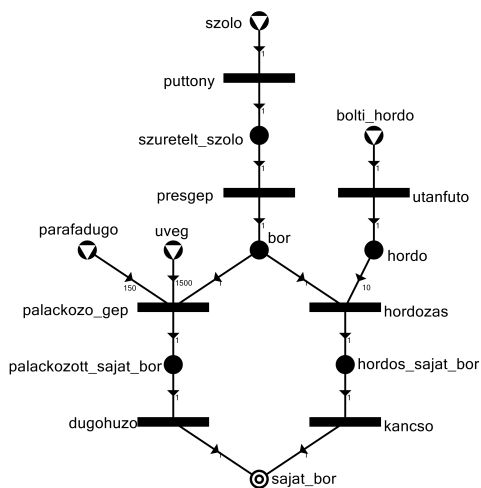 szolo
1
puttony
1
szuretelt_szolo
bolti_hordo
1
1
presgep
utanfuto
1
1
parafadugo
uveg
bor
hordo
150
1500
1
1
10
palackozo_gep
hordozas
1
1
palackozott_sajat_bor
hordos_sajat_bor
1
1
dugohuzo
kancso
1
1
sajat_bor